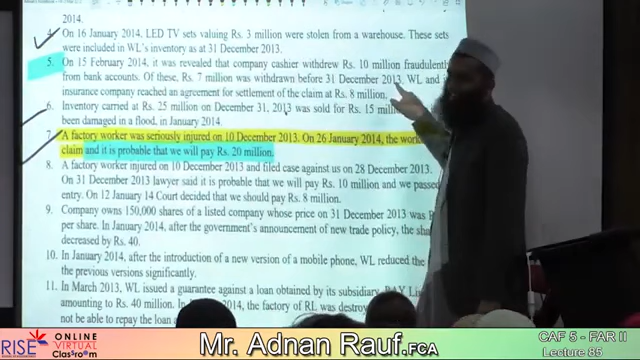 2014.
4. On 16 January 2014, LED TV sets valuing Rs. 3 million were stolen from a warehouse. These sets
were included in WL's inventory as at 31 December 2013.
5. On 15 February 2014, it was revealed that company cashier withdrew Rs. 10 million fraudulently
from bank accounts. Of these, Rs. 7 million was withdrawn before 31 December 2013. WL and i
insurance company reached an agreement for settlement of the claim at Rs. 8 million.
6. Inventory carried at Rs. 25 million on December 31, 2013 was sold for Rs. 15 milli
been damaged in a flood, in January 2014.
7. A factory worker was seriously injured on 10 December 2013. On 26 January 2014, the work
claim and it is probable that we will pay Rs. 20 million.
8. A factory worker injured on 10 December 2013 and filed case against us on 28 December 2013.
On 31 December 2013 lawyer said it is probable that we will pay Rs. 10 million and we passed
entry. On 12 January 14 Court decided that we should pay Rs. 8 million.
9. Company owns 150,000 shares of a listed company whose price on 31 December 2013 was
per share. In January 2014, after the government's announcement of new trade policy, the sha
decreased by Rs. 40.
10. In January 2014, after the introduction of a new version of a mobile phone, WL reduced the
the previous versions significantly.
11. In March 2013, WL issued a guarantee against a loan obtained by its subsidiary,
amounting to Rs. 40 million. In 2014, the factory of RL was destroy
not be able to repay the loan a
RISE ONLINE VIRTUAL Classroom
Mr. Adnan Rauf.FCA
CAF 5 - FAR II
Lecture 85